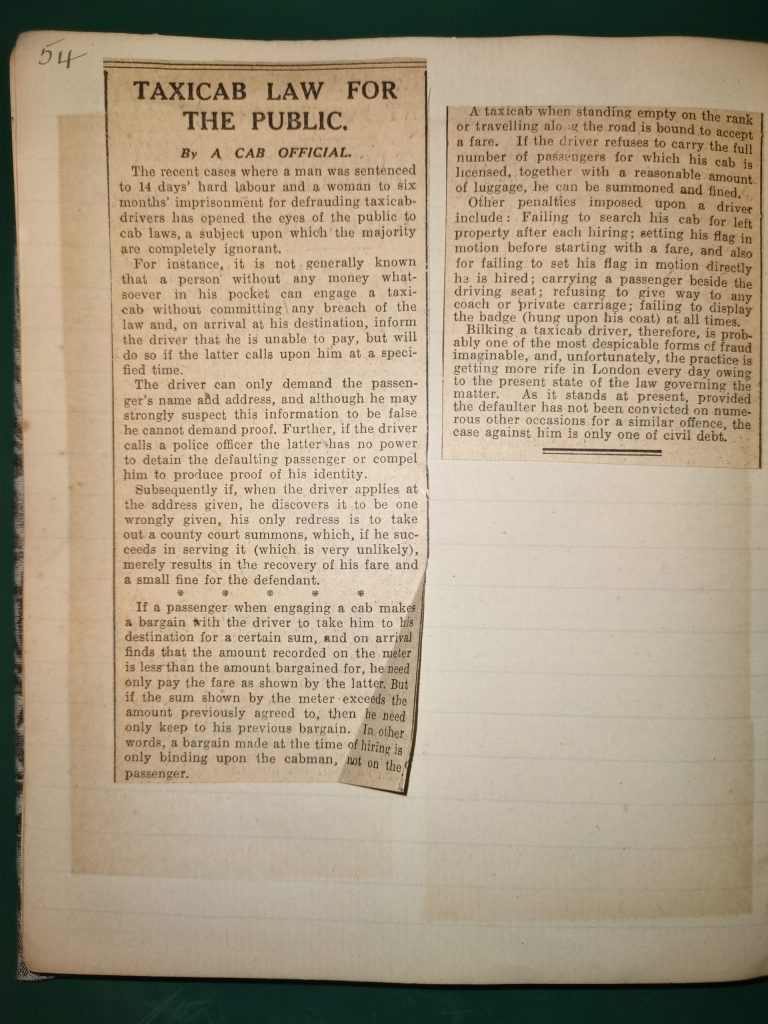 54
TAXICAB LAW FOR
THE PUBLIC.
By A CAB OFFICIAL.
The recent cases where a man was sentenced
to 14 days' hard labour and a woman to six
months' imprisonment for defrauding taxicab-
drivers has opened the eyes of the public to
cab laws, a subject upon which the majority
are completely ignorant.
For instance, it is not generally known
that a person without any money what-
soever in his pocket can engage a taxi-
cab without committing any breach of the
law and, on arrival at his destination, inform
the driver that he is unable to pay, but will
do so if the latter calls upon him at a speci-
fied time.
The driver can only demand the passen-
ger's name and address, and although he may
strongly suspect this information to be false
he cannot demand proof. Further, if the driver
calls a police officer the latter has no power
to detain the defaulting passenger or compel
him to produce proof of his identity.
Subsequently if, when the driver applies at
the address given, he discovers it to be one
wrongly given, his only redress is to take
out a county court summons, which, if he suc-
ceeds in serving it (which is very unlikely),
merely results in the recovery of his fare and
a small fine for the defendant.
* * * * *
If a passenger when engaging a cab makes
a bargain with the driver to take him to his
destination for a certain sum, and on arrival
finds that the amount recorded on the meter
is less than the amount bargained for, he need
only pay the fare as shown by the latter. But
if the sum shown by the meter exceeds the
amount previously agreed to, then he need
only keep to his previous bargain. In other
words, a bargain made at the time of hiring is
only binding upon the cabman, not on the
passenger.
A taxicab when standing empty on the rank
or travelling along the road is bound to accept
a fare. If the driver refuses to carry the full
number of passengers for which his cab is
licensed, together with a reasonable amount
of luggage, he can be summoned and fined.
Other penalties imposed upon a driver
include: Failing to search his cab for left
property after each hiring; setting his flag in
motion before starting with a fare, and also
for failing to set his flag in motion directly
he is hired; carrying a passenger beside the
driving seat; refusing to give way to any
coach or private carriage; failing to display
the badge (hung upon his coat) at all times.
Bilking a taxicab driver, therefore, is prob-
ably one of the most despicable forms of fraud
imaginable, and, unfortunately, the practice is
getting more rife in London every day owing
to the present state of the law governing the
matter. As it stands at present, provided
the defaulter has not been convicted on nume-
rous other occasions for a similar offence, the
case against him is only one of civil debt.